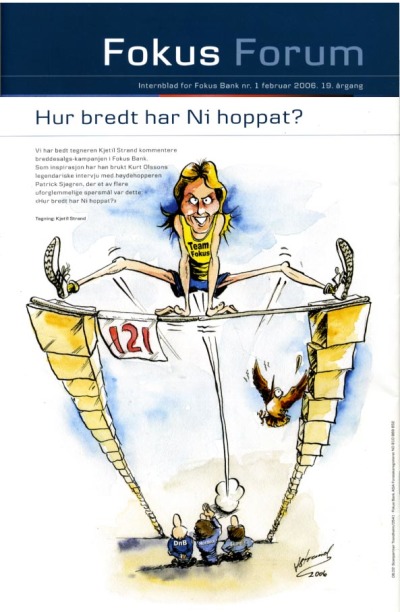 Fokus Forum
Internblad for Fokus Bank nr. 1 februar 2006. 19. årgang
Hur bredt har Ni hoppat?
Vi har bedt tegneren Kjetil Strand kommentere
breddesalgs-kampanjen i Fokus Bank.
Som inspirasjon har han brukt Kurt Olssons
legendariske intervju med høydehopperen
Patrick Sjøgren, der et av flere
uforglemmelige spørsmål var dette: -
«Hur bredt har Ni hoppat?»
Tegning: Kjetil Strand
Team
Fokus
121
DnB
Strand
2006